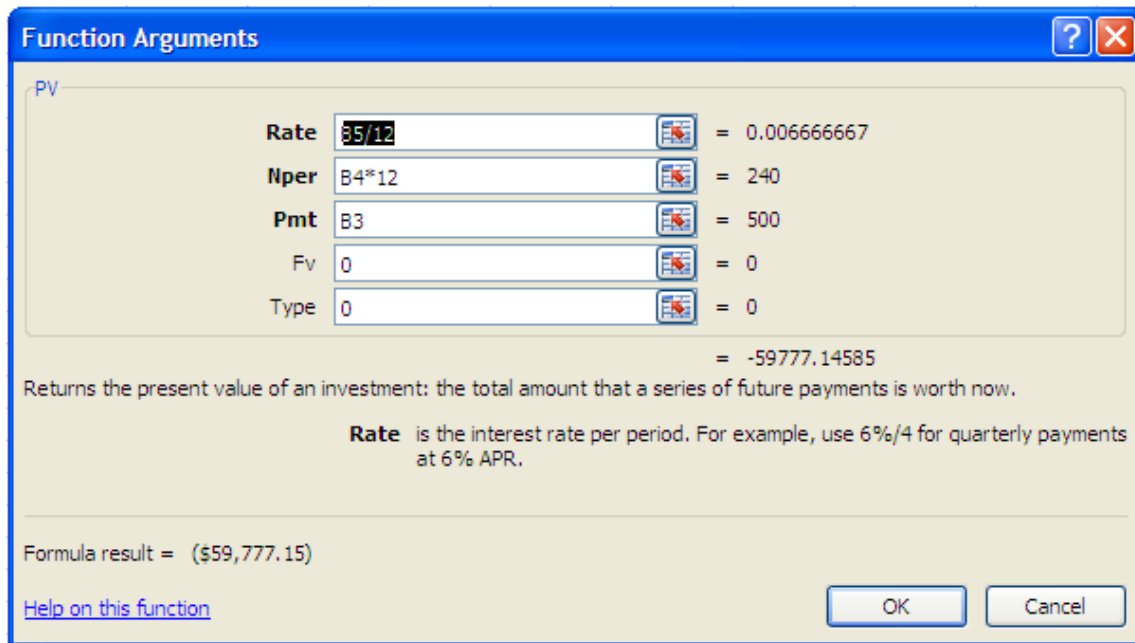 Function Arguments
PV
Rate B5/12 = 0.006666667
Nper B4*12 = 240
Pmt B3 = 500
Fv 0 = 0
Type 0 = 0
= -59777.14585
Returns the present value of an investment: the total amount that a series of future payments is worth now.
Rate is the interest rate per period. For example, use 6%/4 for quarterly payments
at 6% APR.
Formula result = ($59,777.15)
Help on this function
OK Cancel